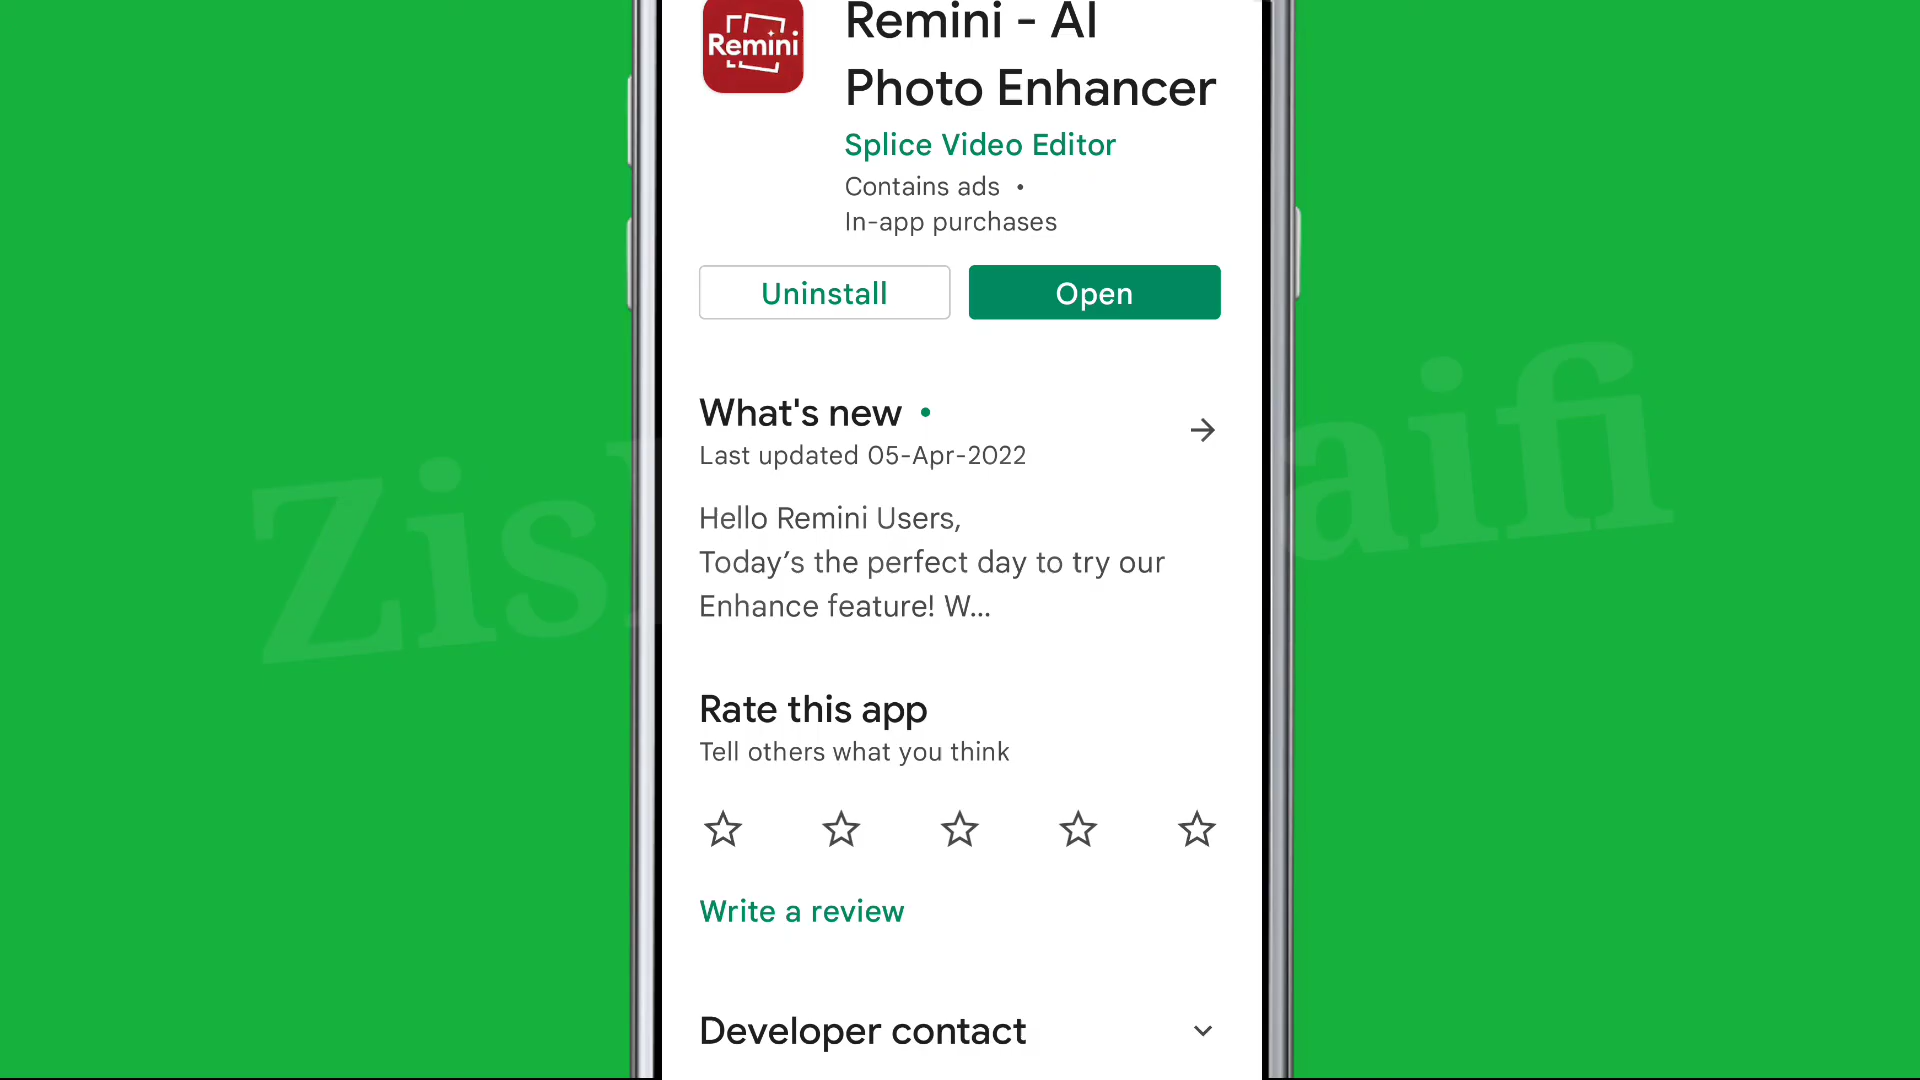 Remini
Remini - AI
Photo Enhancer
Splice Video Editor
Contains ads •
In-app purchases
Uninstall
Open
What's new •
Last updated 05-Apr-2022
Hello Remini Users,
Today’s the perfect day to try our
Enhance feature! W...
Rate this app
Tell others what you think
Write a review
Developer contact